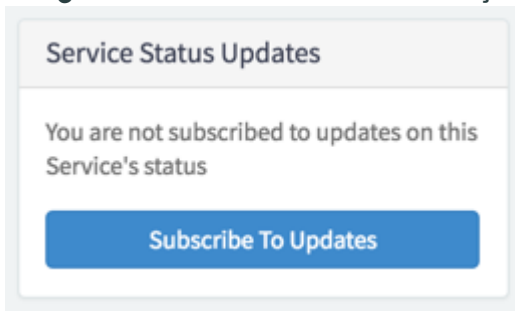 Service Status Updates
You are not subscribed to updates on this
Service's status
Subscribe To Updates